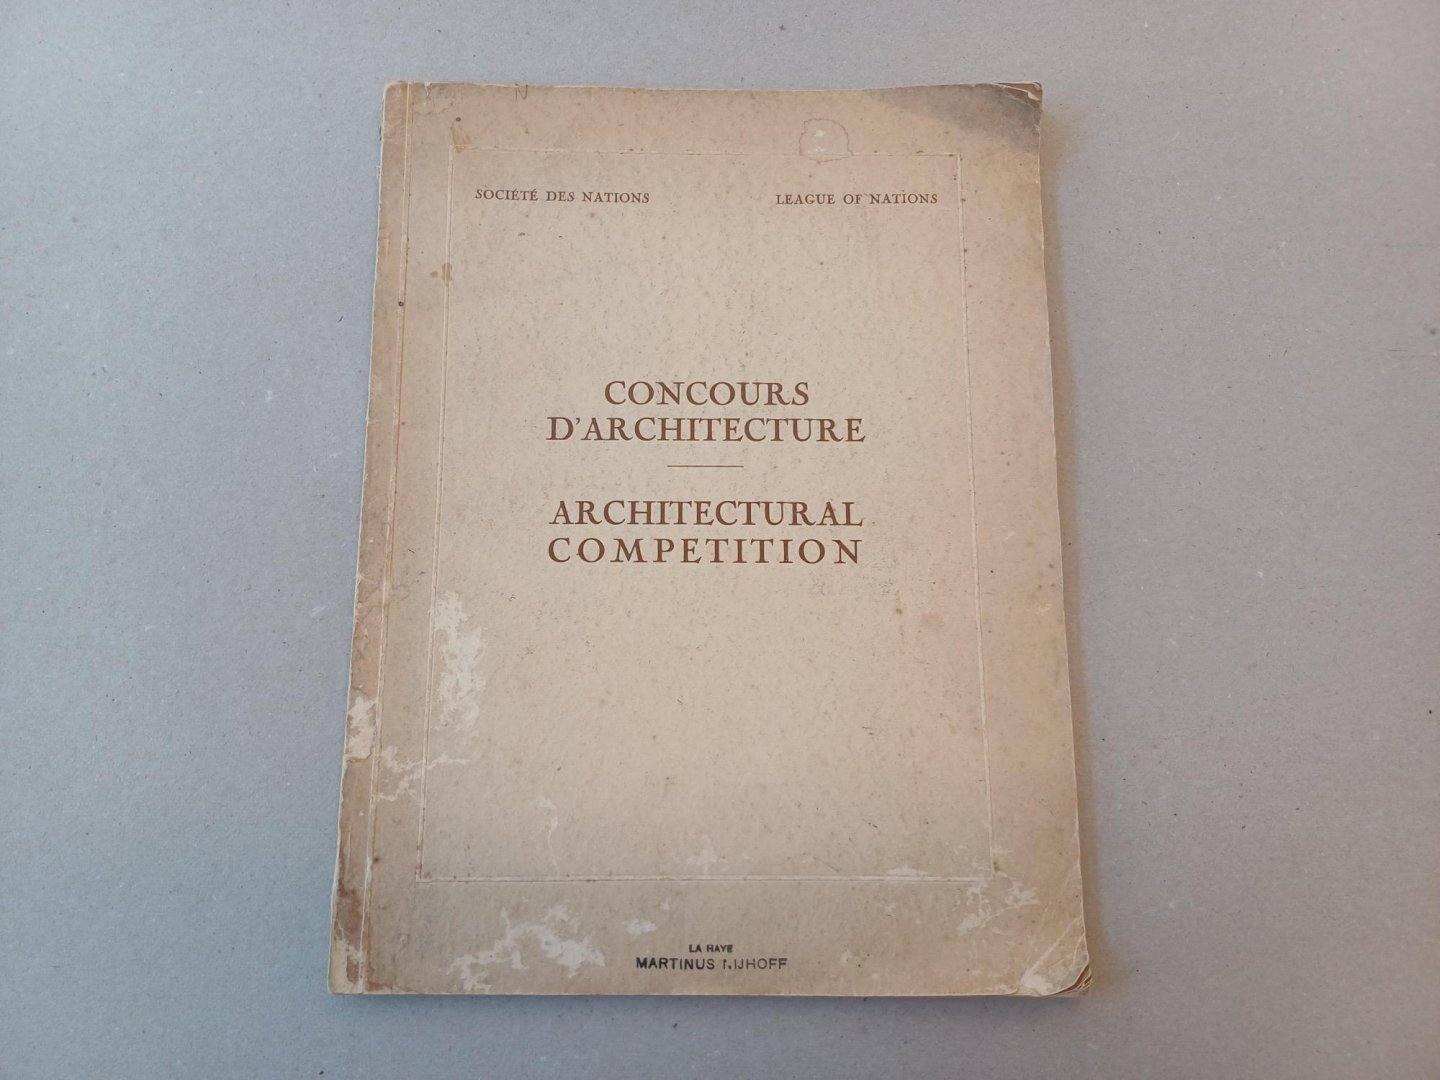 SOCIÉTÉ DES NATIONS
LEAGUE OF NATIONS
CONCOURS
D'ARCHITECTURE
ARCHITECTURAL
COMPETITION
LA HAYE
MARTINUS NIJHOFF